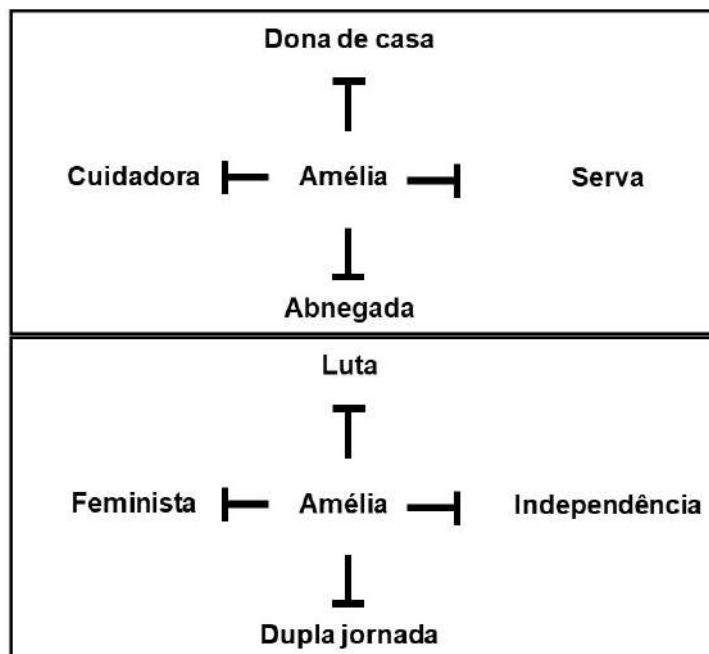 Dona de casa
Cuidadora Amélia Serva
Abnegada
Luta
Feminista Amélia Independência
Dupla jornada